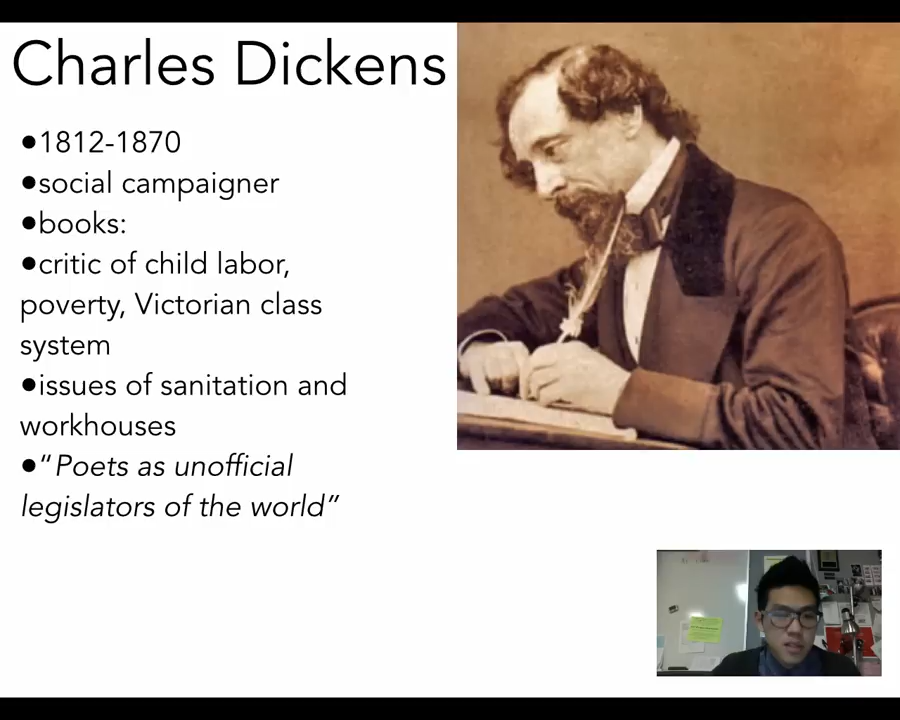 Charles Dickens
●1812-1870
●social campaigner
●books:
●critic of child labor,
poverty, Victorian class
system
●issues of sanitation and
workhouses
●“Poets as unofficial
legislators of the world”